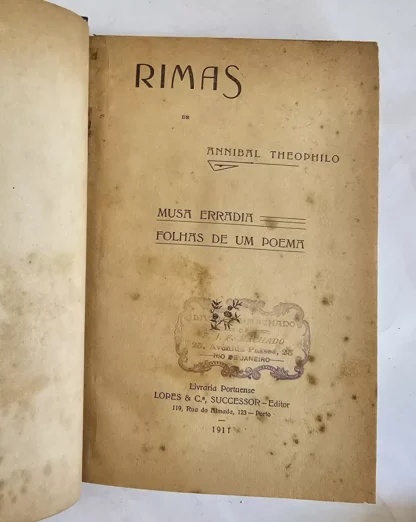 RIMAS
DE
ANNIBAL THEOPHILO
MUSA ERRADIA
FOLHAS DE UM POEMA
RIO DE JANEIRO
Livraria Portuense
LOPES & C.ª, SUCCESSOR—Editor
119, Rua do Almada, 123 — Porto
1911